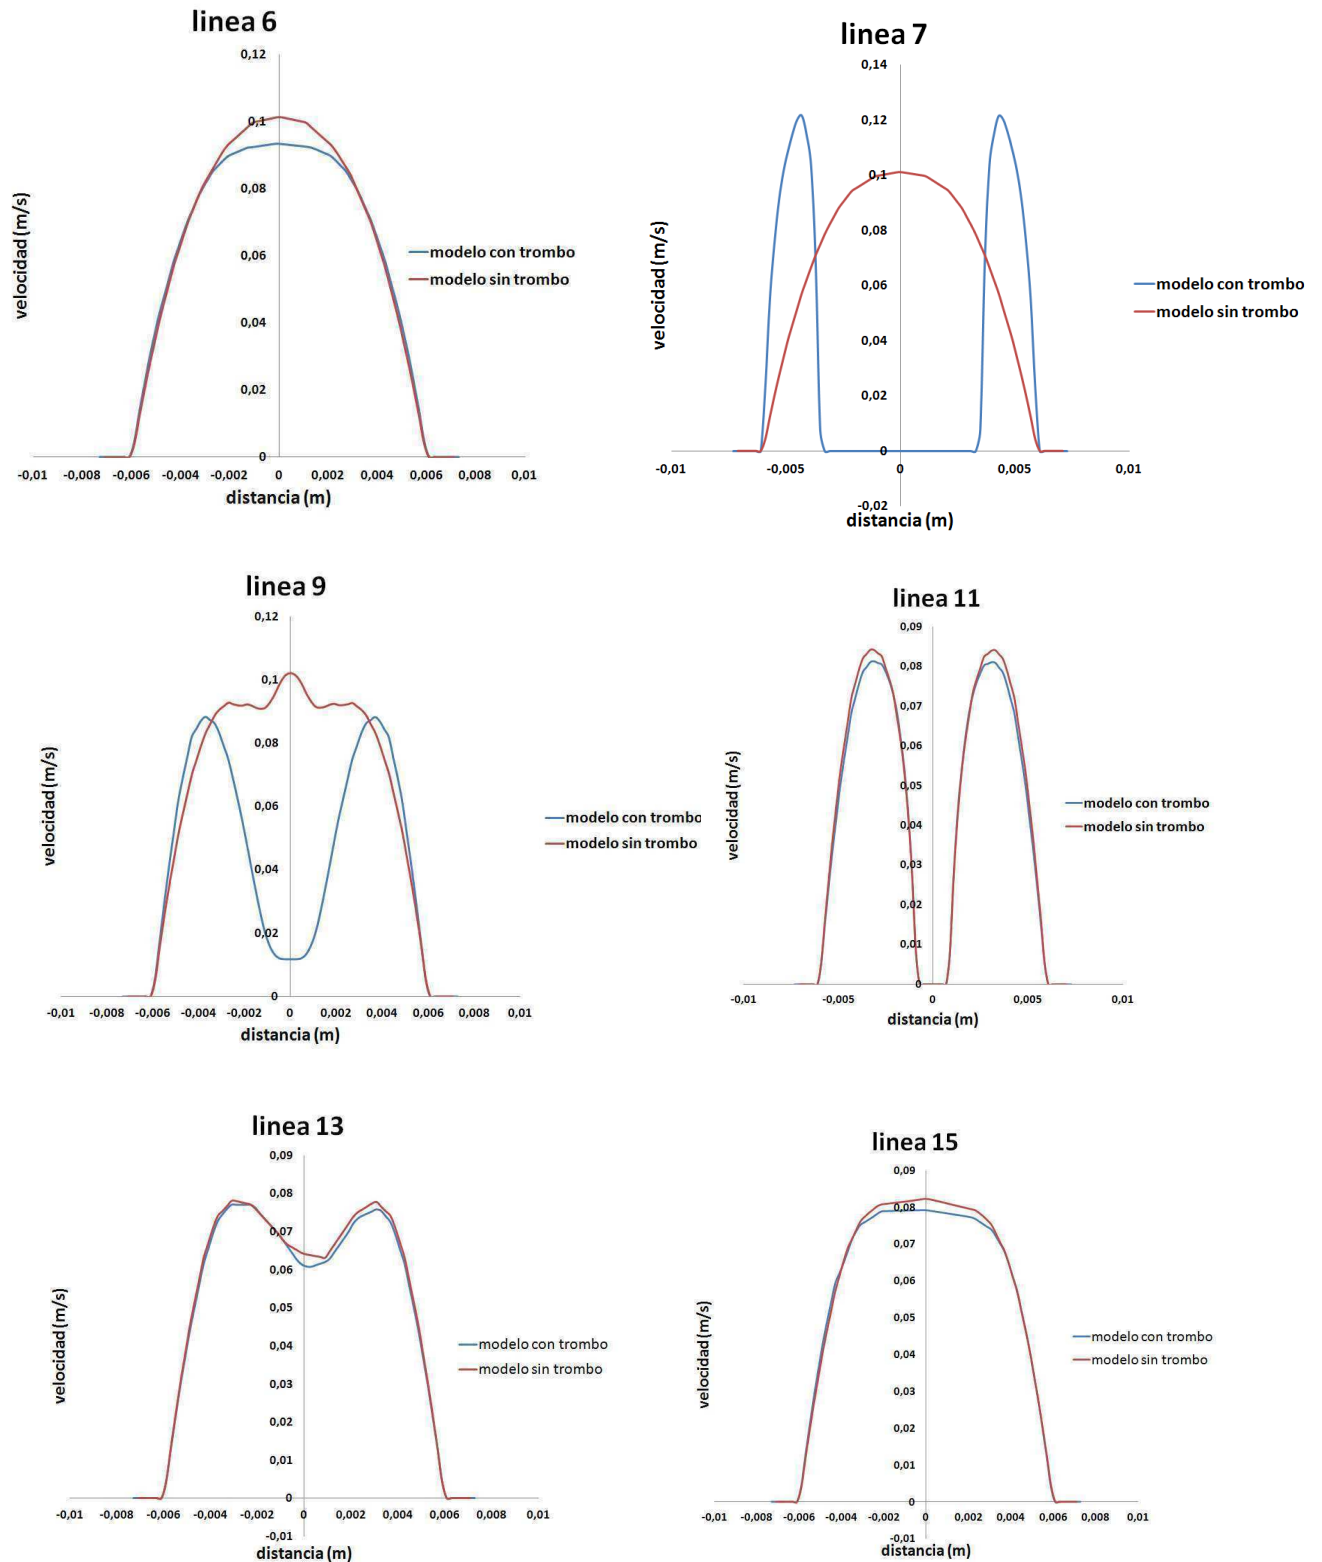 linea 6
0,12
0,1
0,08
0,06
0,04
0,02
0
-0,01 -0,008 -0,006 -0,004 -0,002 0 0,002 0,004 0,006 0,008 0,01
velocidad (m/s)
distancia (m)
modelo con trombo
modelo sin trombo
linea 7
0,14
0,12
0,1
0,08
0,06
0,04
0,02
0
-0,02
-0,01 -0,005 0 0,005 0,01
velocidad (m/s)
distancia (m)
modelo con trombo
modelo sin trombo
linea 9
0,12
0,1
0,08
0,06
0,04
0,02
0
-0,01 -0,008 -0,006 -0,004 -0,002 0 0,002 0,004 0,006 0,008 0,01
velocidad (m/s)
distancia (m)
modelo con trombo
modelo sin trombo
linea 11
0,09
0,08
0,07
0,06
0,05
0,04
0,03
0,02
0,01
0
-0,01 -0,005 0 0,005 0,01
velocidad (m/s)
distancia (m)
modelo con trombo
modelo sin trombo
linea 13
0,09
0,08
0,07
0,06
0,05
0,04
0,03
0,02
0,01
0
-0,01
-0,01 -0,008 -0,006 -0,004 -0,002 0 0,002 0,004 0,006 0,008 0,01
velocidad (m/s)
distancia (m)
modelo con trombo
modelo sin trombo
linea 15
0,09
0,08
0,07
0,06
0,05
0,04
0,03
0,02
0,01
0
-0,01
-0,01 -0,008 -0,006 -0,004 -0,002 0 0,002 0,004 0,006 0,008 0,01
velocidad (m/s)
distancia (m)
modelo con trombo
modelo sin trombo